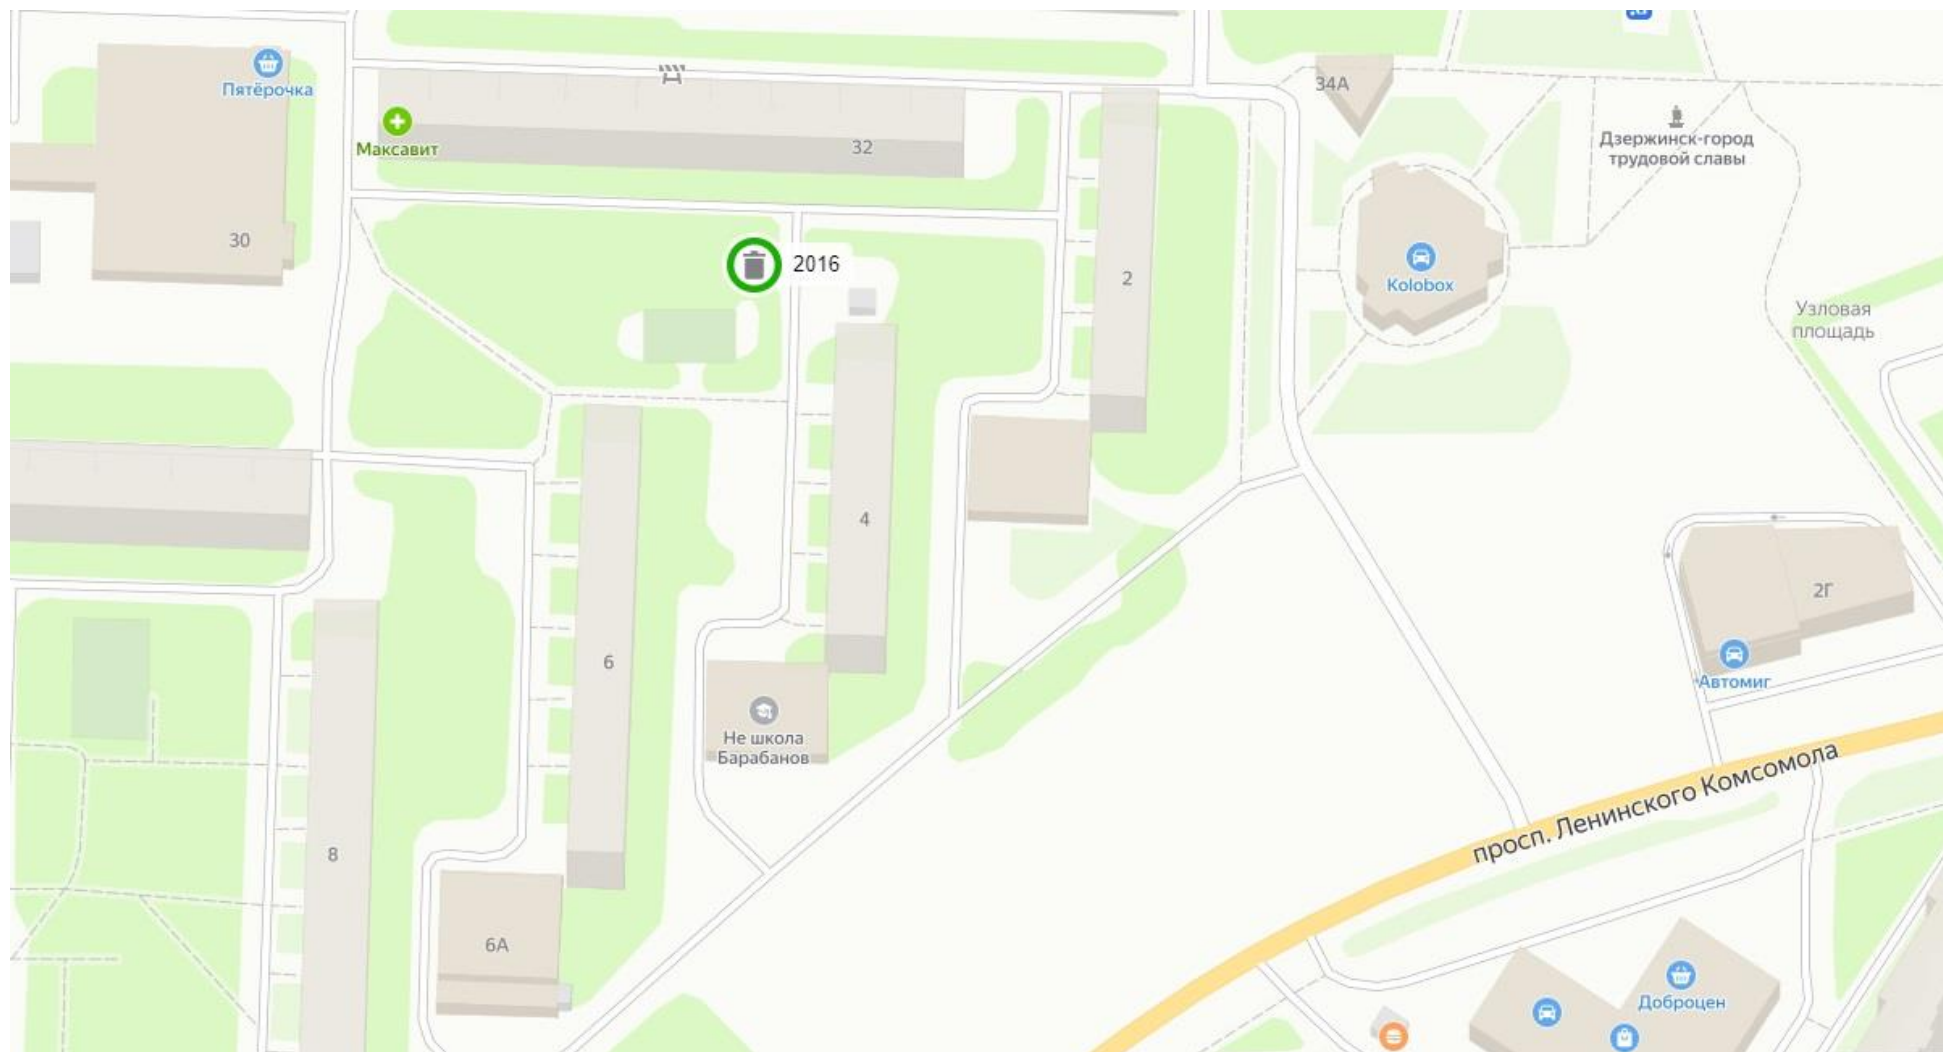 Пятёрочка
34А
Максавит
32
Дзержинск-город
трудовой славы
30
2016
2
Kolobox
Узловая
площадь
4
2Г
6
Автомиг
Не школа
Барабанов
просп. Ленинского Комсомола
8
6А
Доброцен